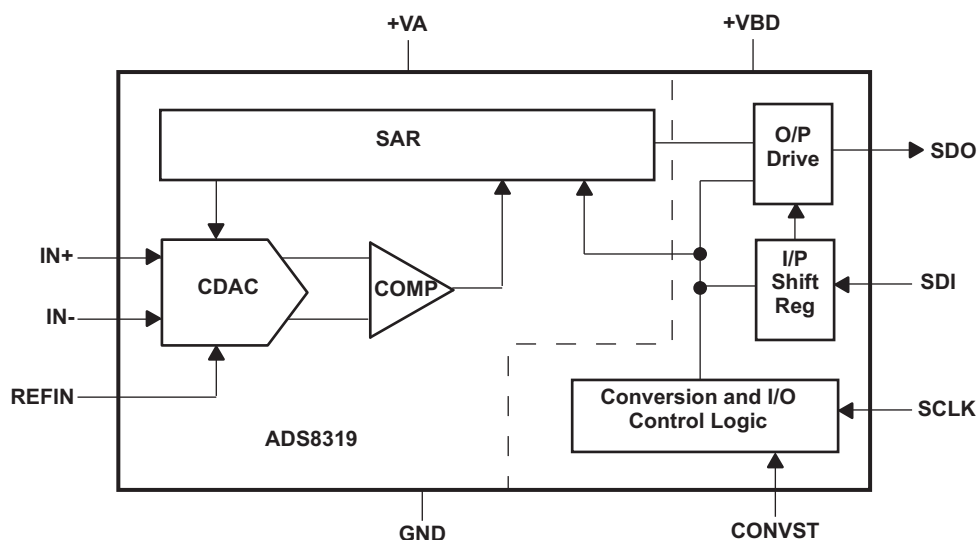 +VA
+VBD
SAR
O/P
Drive
SDO
IN+
CDAC
COMP
I/P
Shift
Reg
SDI
IN-
REFIN
Conversion and I/O
Control Logic
SCLK
ADS8319
GND
CONVST